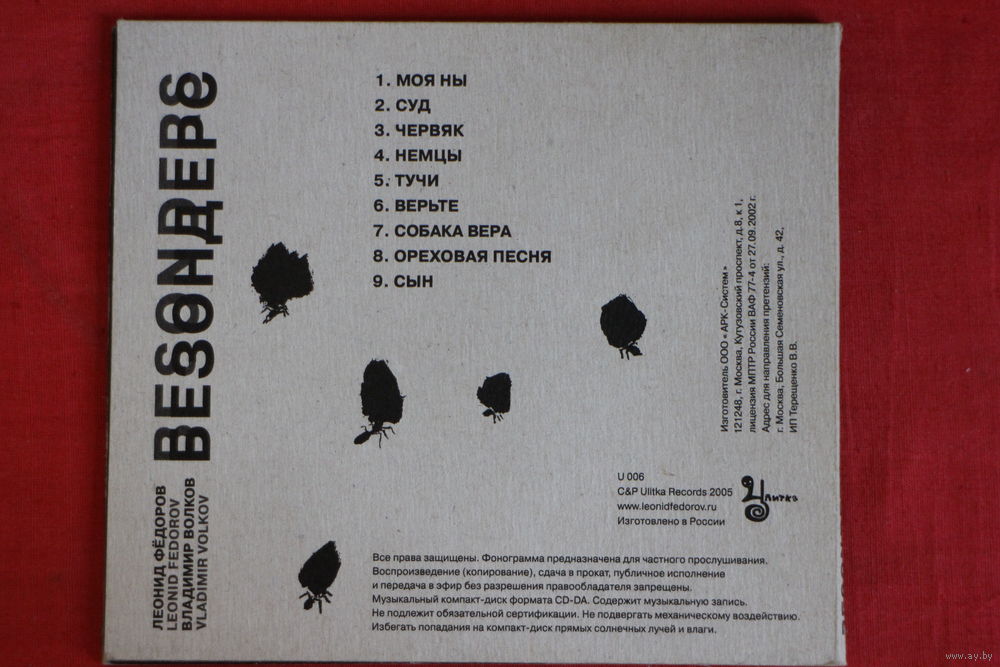 ЛЕОНИД ФЁДОРОВ
LEONID FEDOROV
ВЛАДИМИР ВОЛКОВ
VLADIMIR VOLKOV
BESОНДЕРС
1. МОЯ НЫ
2. СУД
3. ЧЕРВЯК
4. НЕМЦЫ
5. ТУЧИ
6. ВЕРЬТЕ
7. СОБАКА ВЕРА
8. ОРЕХОВАЯ ПЕСНЯ
9. СЫН
Изготовитель ООО «АРК-Систем»
121248, г. Москва, Кутузовский проспект, д.8, к 1,
лицензия МПТР России ВАФ 77-4 от 27.09.2002 г.
Адрес для направления претензий:
г. Москва, Большая Семеновская ул., д. 42,
ИП Терещенко В.В.
U 006
C&P Ulitka Records 2005
www.leonidfedorov.ru
Изготовлено в России
Улитка
Все права защищены. Фонограмма предназначена для частного прослушивания.
Воспроизведение (копирование), сдача в прокат, публичное исполнение
и передача в эфир без разрешения правообладателя запрещены.
Музыкальный компакт-диск формата CD-DA. Содержит музыкальную запись.
Не подлежит обязательной сертификации. Не подвергать механическому воздействию.
Избегать попадания на компакт-диск прямых солнечных лучей и влаги.
www.ay.by